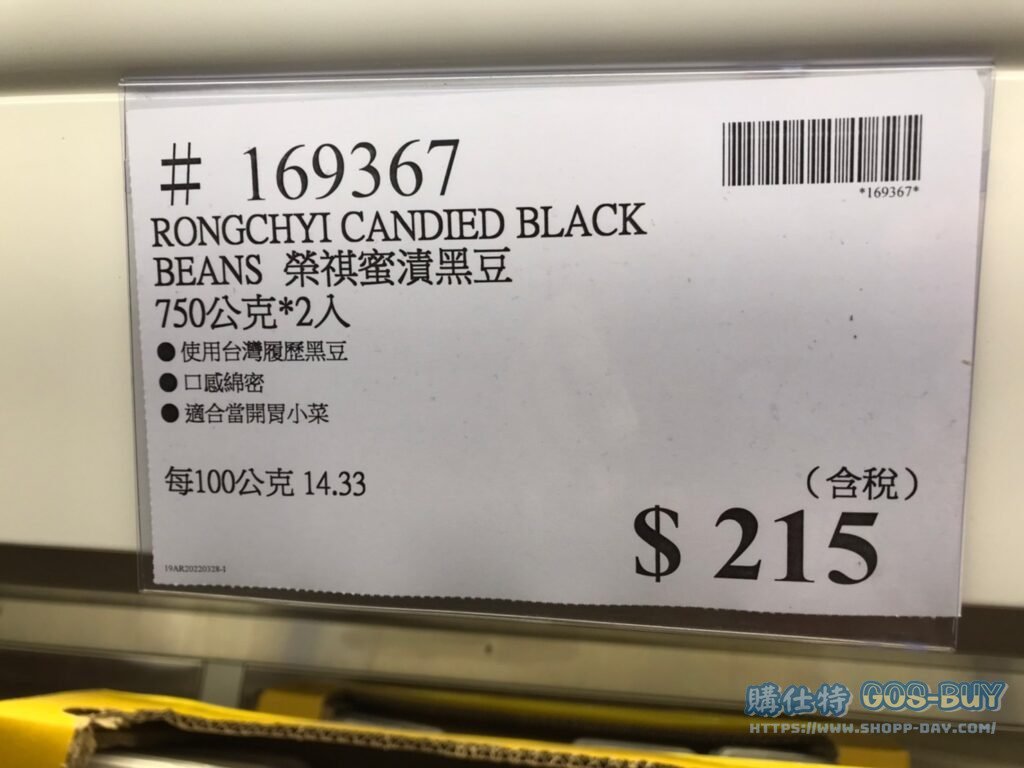 # 169367
*169367*
RONGCHYI CANDIED BLACK
BEANS 榮祺蜜漬黑豆
750公克*2入
●使用台灣履歷黑豆
●口感綿密
●適合當開胃小菜
每100公克 14.33
（含稅）
$ 215
19AR20220328-1
購仕特 GOS-BUY
HTTPS://WWW.SHOPP-DAY.COM/